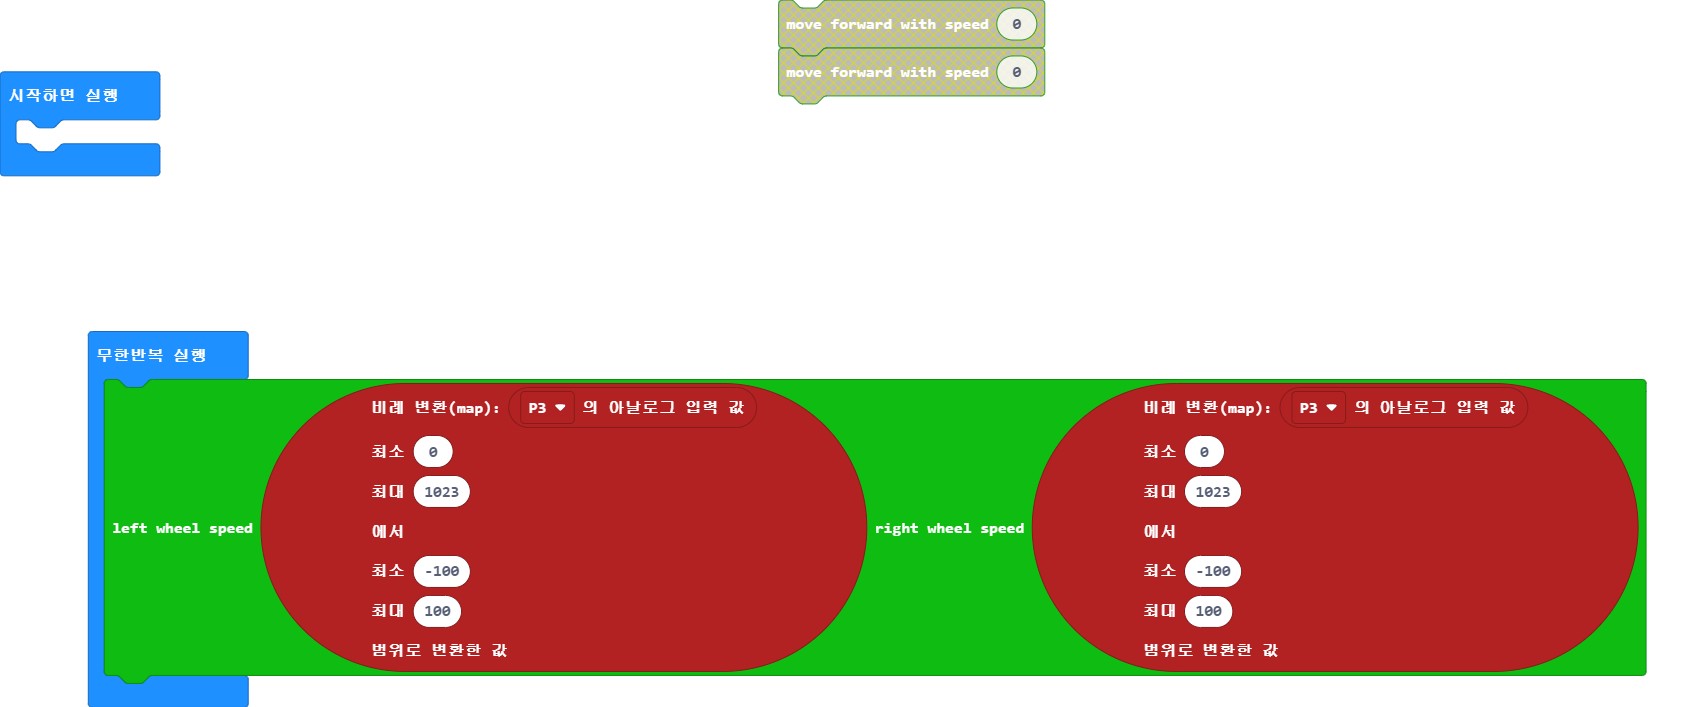 move forward with speed 0
move forward with speed 0
시작하면 실행
무한반복 실행
left wheel speed
비례 변환(map): P3 의 아날로그 입력 값
최소 0
최대 1023
에서
최소 -100
최대 100
범위로 변환한 값
right wheel speed
비례 변환(map): P3 의 아날로그 입력 값
최소 0
최대 1023
에서
최소 -100
최대 100
범위로 변환한 값